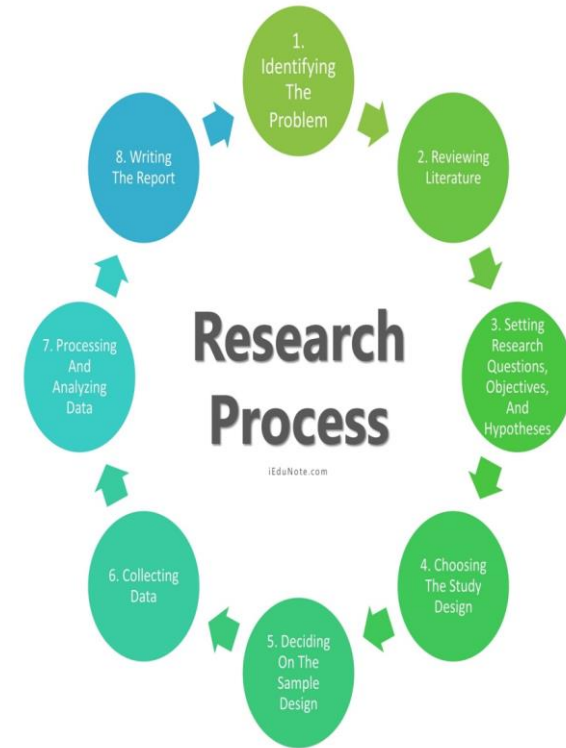 1.
Identifying
The
Problem
2. Reviewing
Literature
3. Setting
Research
Questions,
Objectives,
And
Hypotheses
4. Choosing
The Study
Design
5. Deciding
On The
Sample
Design
6. Collecting
Data
7. Processing
And
Analyzing
Data
8. Writing
The Report
Research
Process
iEduNote.com